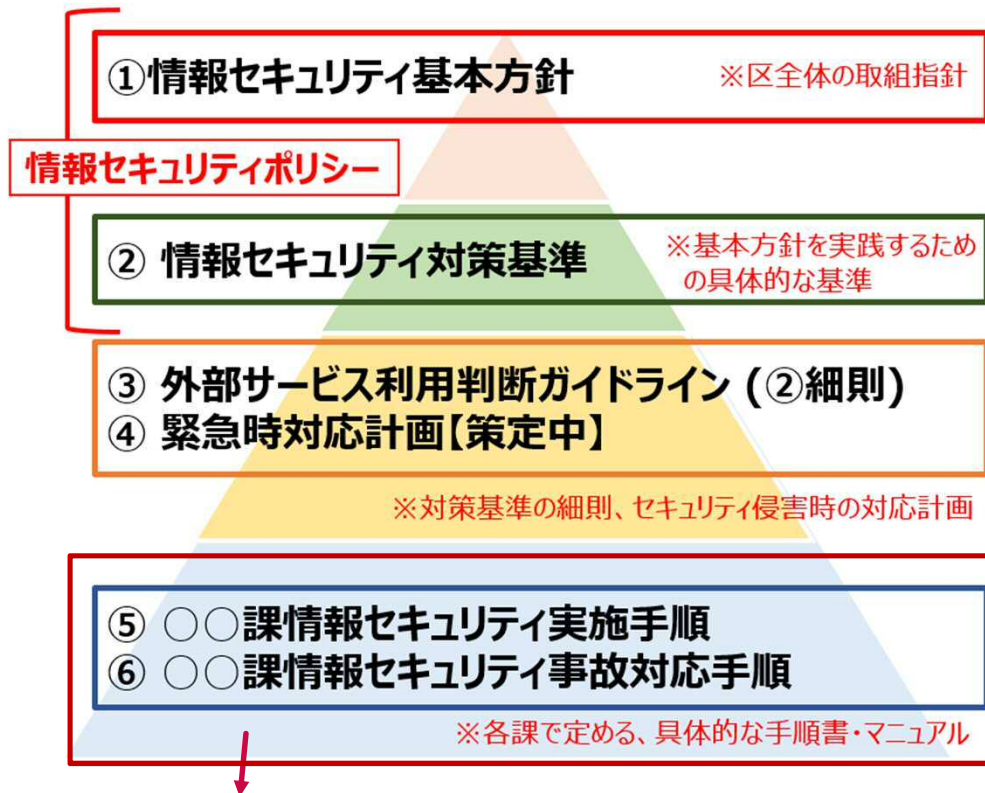 ①情報セキュリティ基本方針
※区全体の取組指針
情報セキュリティポリシー
② 情報セキュリティ対策基準
※基本方針を実践するため
の具体的な基準
③ 外部サービス利用判断ガイドライン (②細則)
④ 緊急時対応計画【策定中】
※対策基準の細則、セキュリティ侵害時の対応計画
⑤ ○○課情報セキュリティ実施手順
⑥ ○○課情報セキュリティ事故対応手順
※各課で定める、具体的な手順書・マニュアル